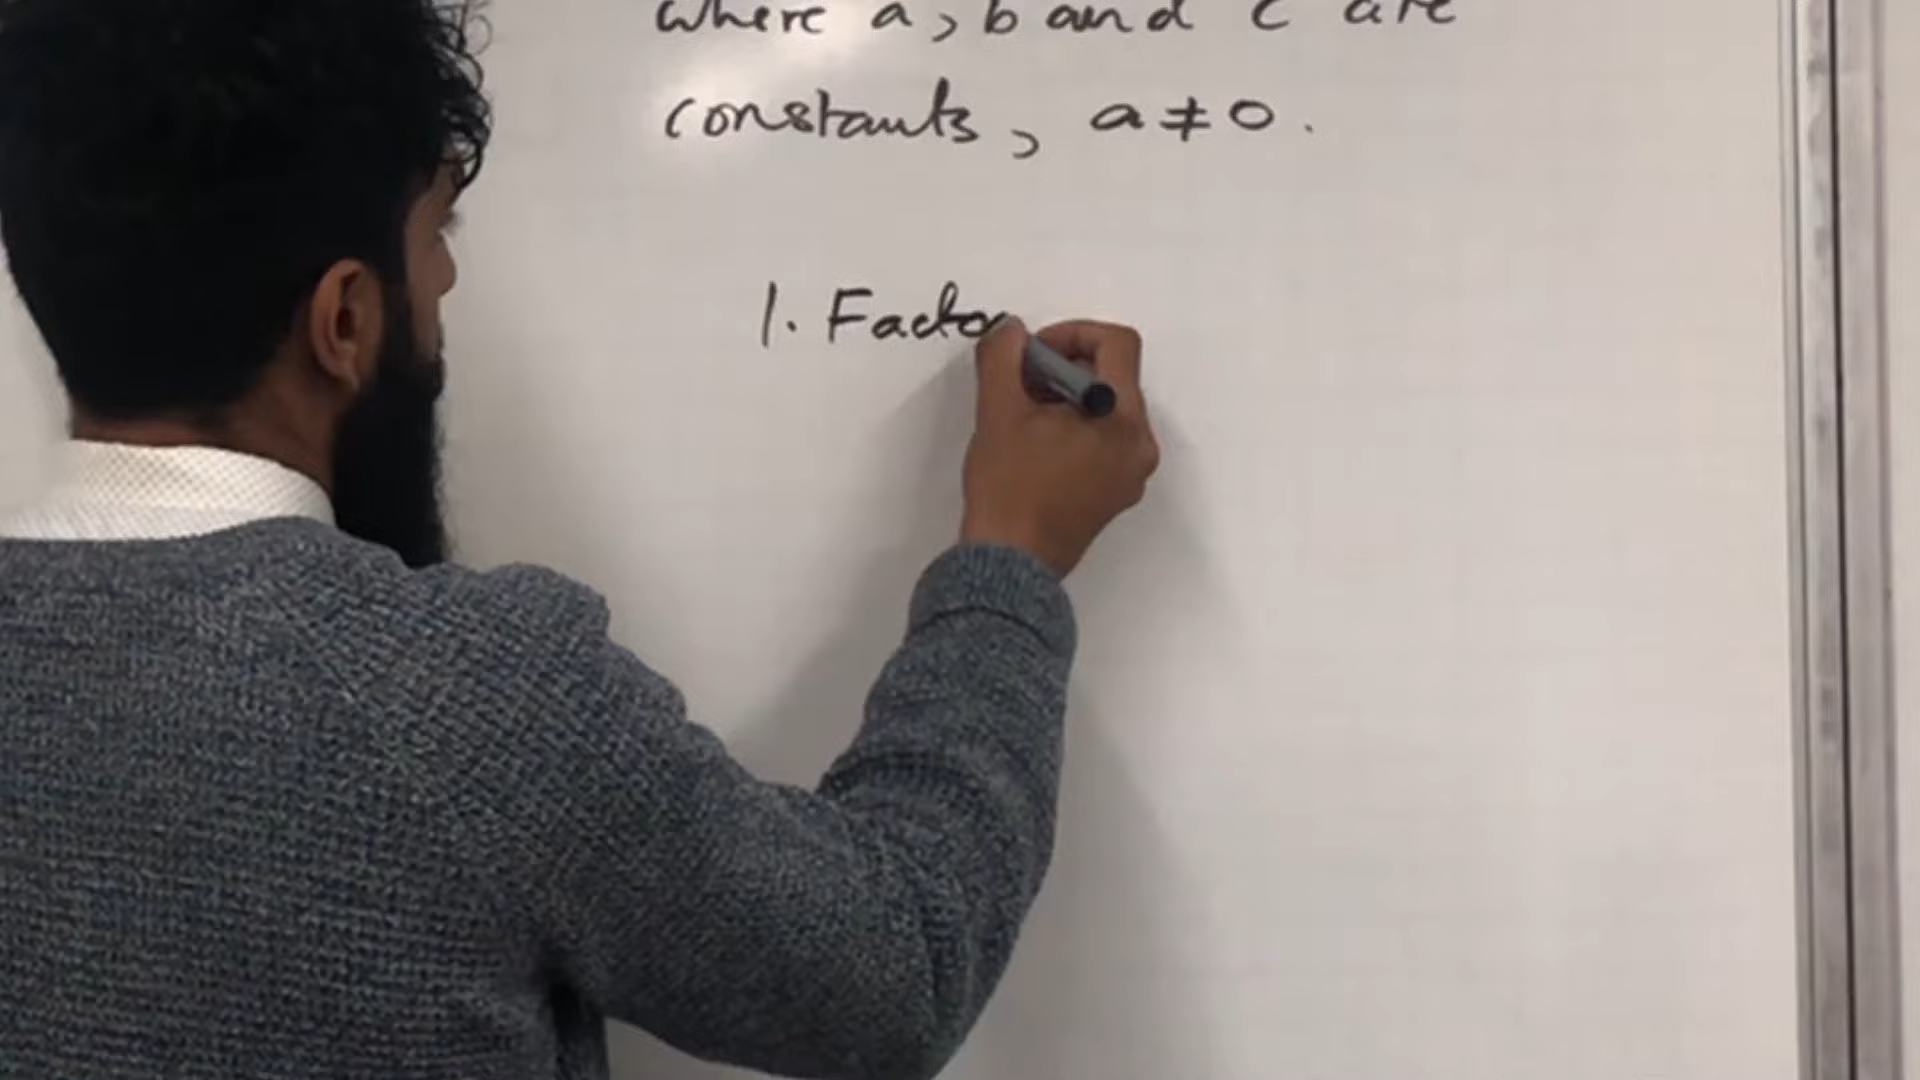 where a, b and c are
constants, a ≠ 0.
1. Facto